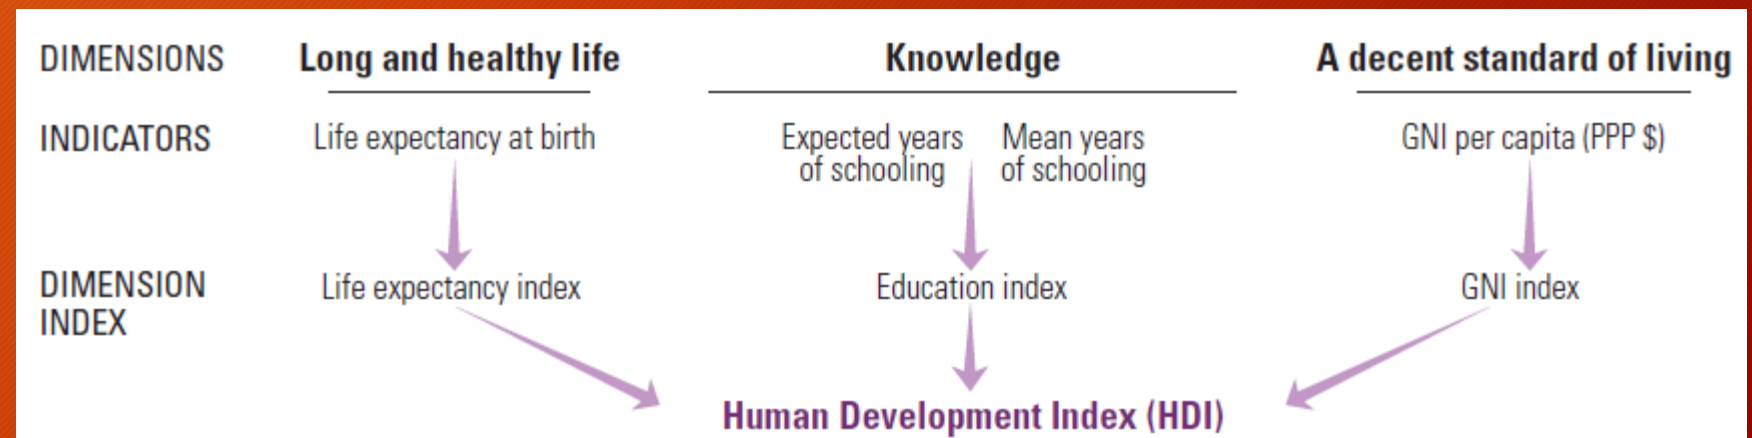 DIMENSIONS Long and healthy life Knowledge A decent standard of living
INDICATORS Life expectancy at birth Expected years of schooling Mean years of schooling GNI per capita (PPP $)
DIMENSION INDEX Life expectancy index Education index GNI index
Human Development Index (HDI)